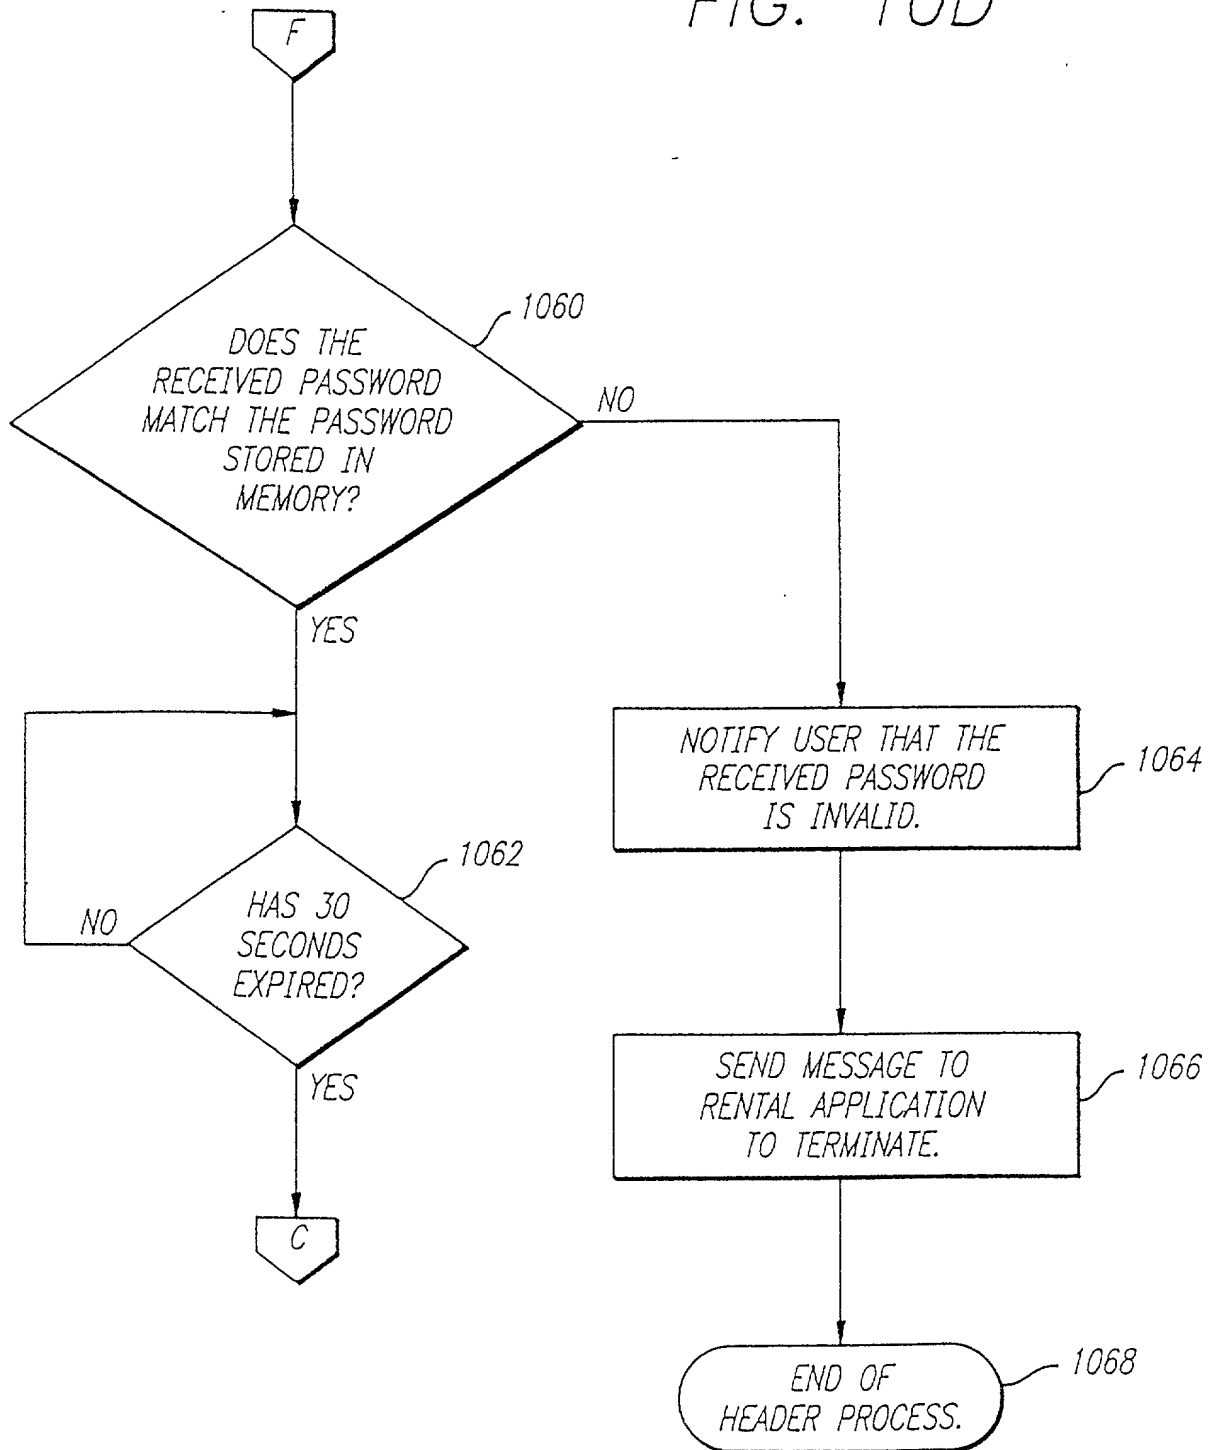 FIG. 10D
F
1060
DOES THE
RECEIVED PASSWORD
MATCH THE PASSWORD
STORED IN
MEMORY?
NO
YES
NOTIFY USER THAT THE
RECEIVED PASSWORD
IS INVALID.
1064
1062
HAS 30
SECONDS
EXPIRED?
NO
YES
SEND MESSAGE TO
RENTAL APPLICATION
TO TERMINATE.
1066
C
END OF
HEADER PROCESS.
1068